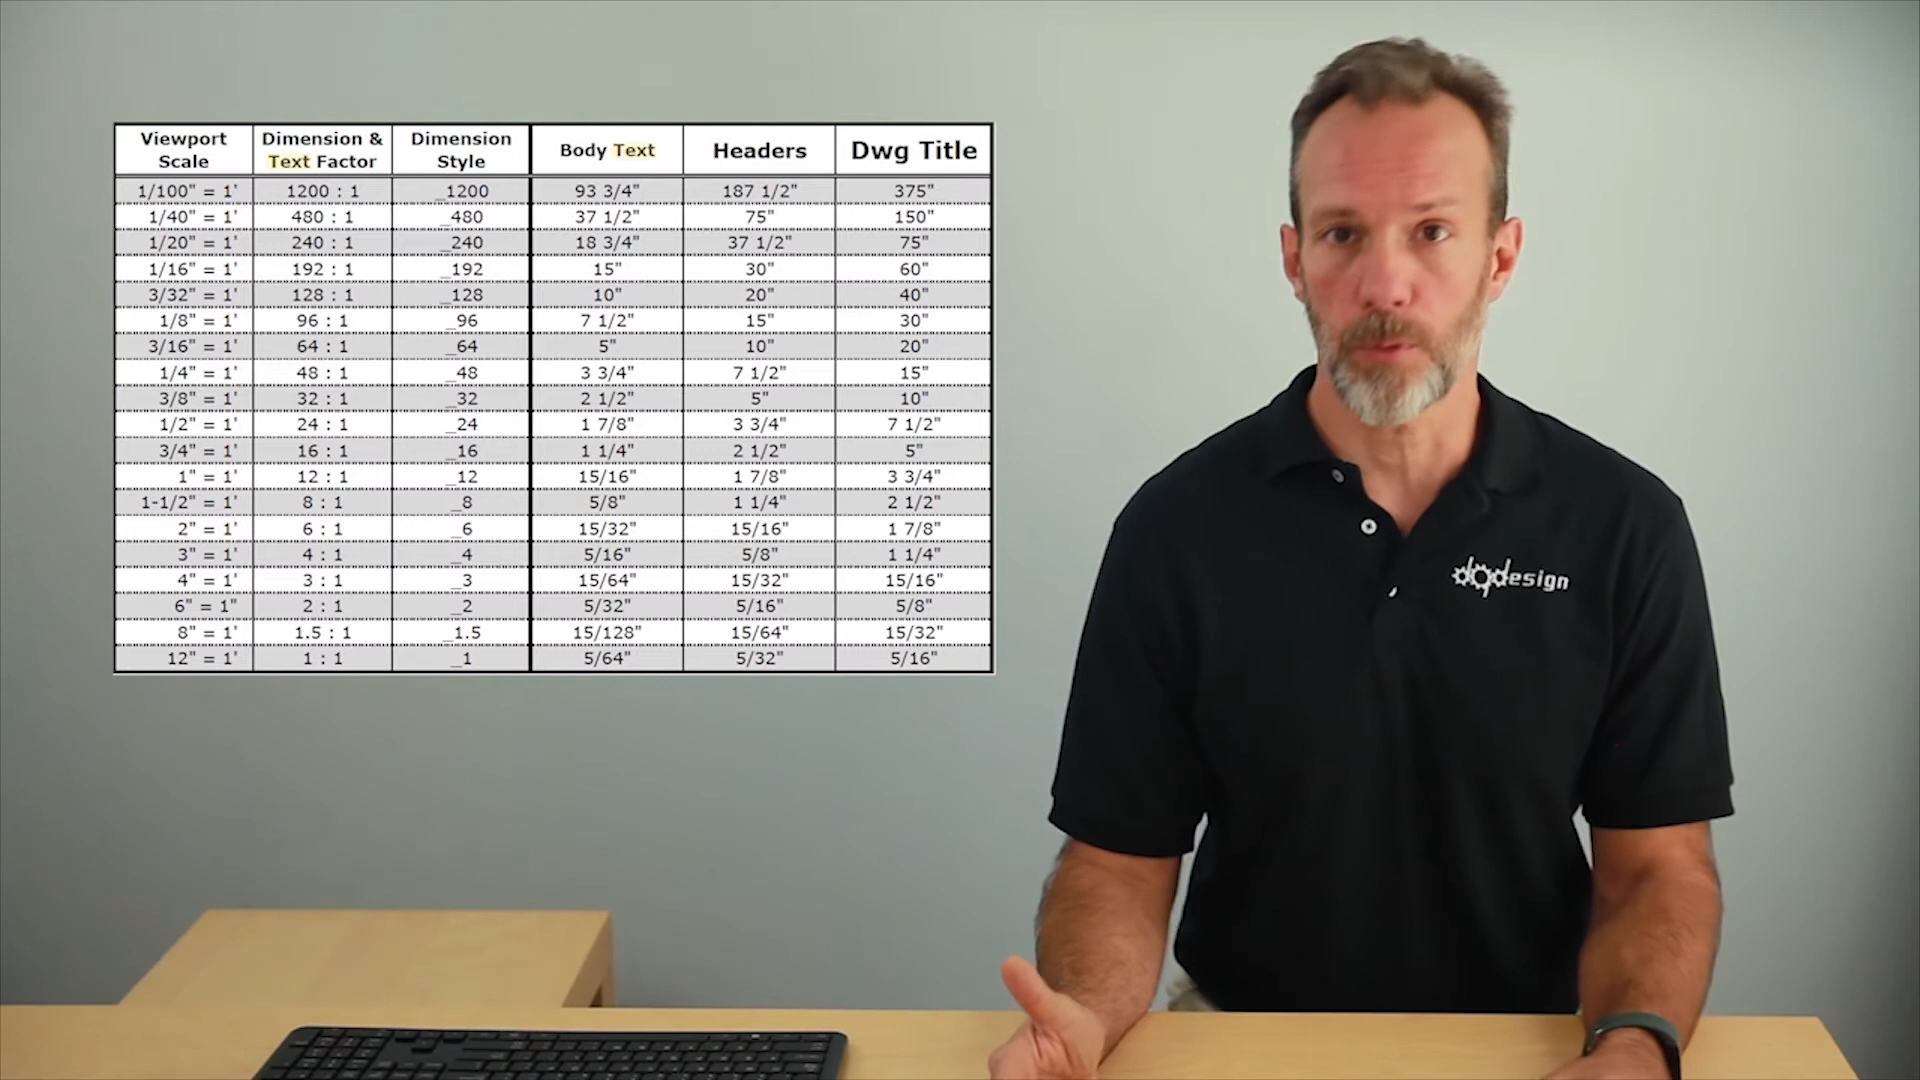 Viewport Scale | Dimension & Text Factor | Dimension Style | Body Text | Headers | Dwg Title
1/100" = 1' | 1200 : 1 | _1200 | 93 3/4" | 187 1/2" | 375"
1/40" = 1' | 480 : 1 | _480 | 37 1/2" | 75" | 150"
1/20" = 1' | 240 : 1 | _240 | 18 3/4" | 37 1/2" | 75"
1/16" = 1' | 192 : 1 | _192 | 15" | 30" | 60"
3/32" = 1' | 128 : 1 | _128 | 10" | 20" | 40"
1/8" = 1' | 96 : 1 | _96 | 7 1/2" | 15" | 30"
3/16" = 1' | 64 : 1 | _64 | 5" | 10" | 20"
1/4" = 1' | 48 : 1 | _48 | 3 3/4" | 7 1/2" | 15"
3/8" = 1' | 32 : 1 | _32 | 2 1/2" | 5" | 10"
1/2" = 1' | 24 : 1 | _24 | 1 7/8" | 3 3/4" | 7 1/2"
3/4" = 1' | 16 : 1 | _16 | 1 1/4" | 2 1/2" | 5"
1" = 1' | 12 : 1 | _12 | 15/16" | 1 7/8" | 3 3/4"
1-1/2" = 1' | 8 : 1 | _8 | 5/8" | 1 1/4" | 2 1/2"
2" = 1' | 6 : 1 | _6 | 15/32" | 15/16" | 1 7/8"
3" = 1' | 4 : 1 | _4 | 5/16" | 5/8" | 1 1/4"
4" = 1' | 3 : 1 | _3 | 15/64" | 15/32" | 15/16"
6" = 1" | 2 : 1 | _2 | 5/32" | 5/16" | 5/8"
8" = 1' | 1.5 : 1 | _1.5 | 15/128" | 15/64" | 15/32"
12" = 1' | 1 : 1 | _1 | 5/64" | 5/32" | 5/16"
dqdesign